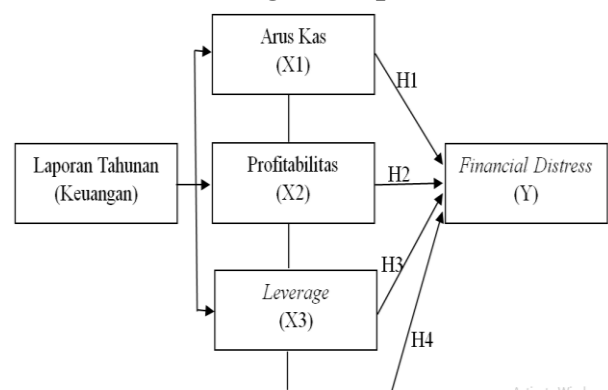 Arus Kas
(X1)
H1
Laporan Tahunan
(Keuangan)
Profitabilitas
(X2)
H2
Financial Distress
(Y)
H3
Leverage
(X3)
H4